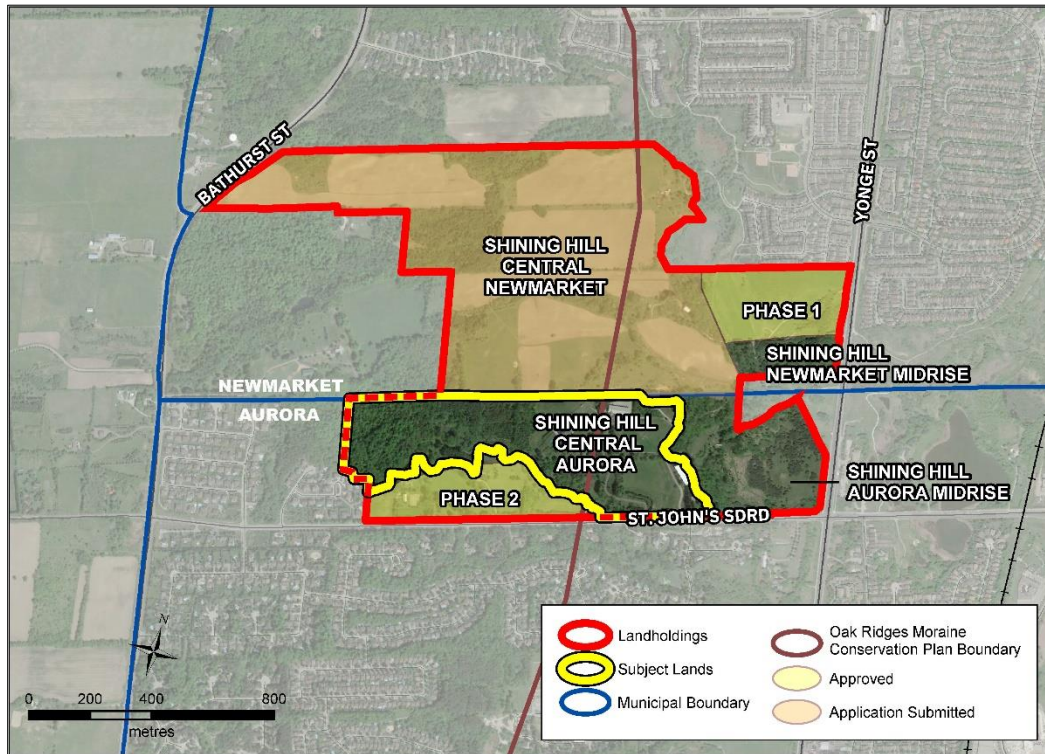 BATHURST ST
YONGE ST
SHINING HILL
CENTRAL
NEWMARKET
PHASE 1
SHINING HILL
NEWMARKET MIDRISE
NEWMARKET
AURORA
SHINING HILL
CENTRAL
AURORA
PHASE 2
SHINING HILL
AURORA MIDRISE
ST. JOHN'S SDRD
N
0 200 400 800
metres
Landholdings
Subject Lands
Municipal Boundary
Oak Ridges Moraine
Conservation Plan Boundary
Approved
Application Submitted